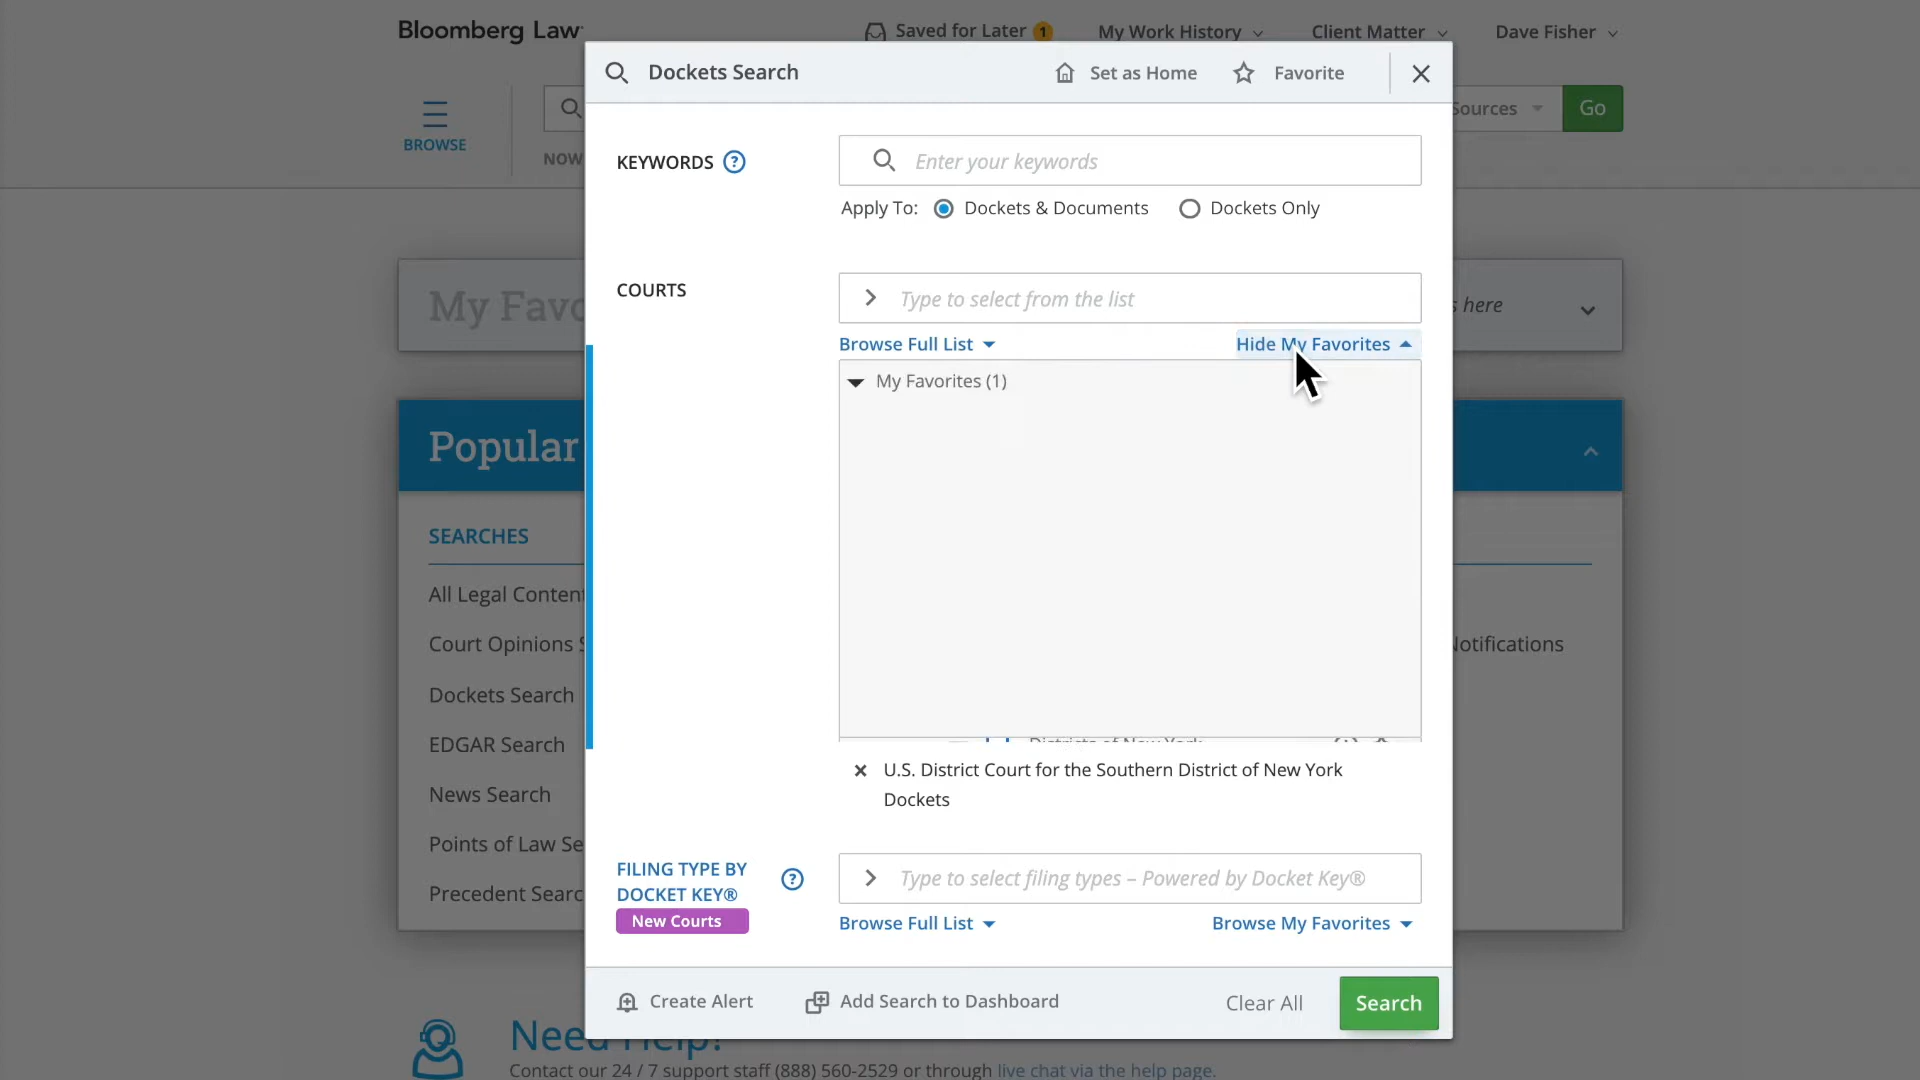 Bloomberg Law
Saved for Later 1
My Work History
Client Matter
Dave Fisher
Dockets Search
Set as Home
Favorite
BROWSE
Sources
Go
NOW
KEYWORDS ?
Enter your keywords
Apply To: Dockets & Documents Dockets Only
My Favo
COURTS
Type to select from the list
here
Browse Full List
Hide My Favorites
My Favorites (1)
Popular
SEARCHES
All Legal Content
Court Opinions S
Notifications
Dockets Search
EDGAR Search
News Search
Points of Law Se
Precedent Searc
Districts of New York
U.S. District Court for the Southern District of New York
Dockets
FILING TYPE BY
DOCKET KEY® ?
New Courts
Type to select filing types – Powered by Docket Key®
Browse Full List
Browse My Favorites
Create Alert
Add Search to Dashboard
Clear All
Search
Need Help?
Contact our 24 / 7 support staff (888) 560-2529 or through live chat via the help page.